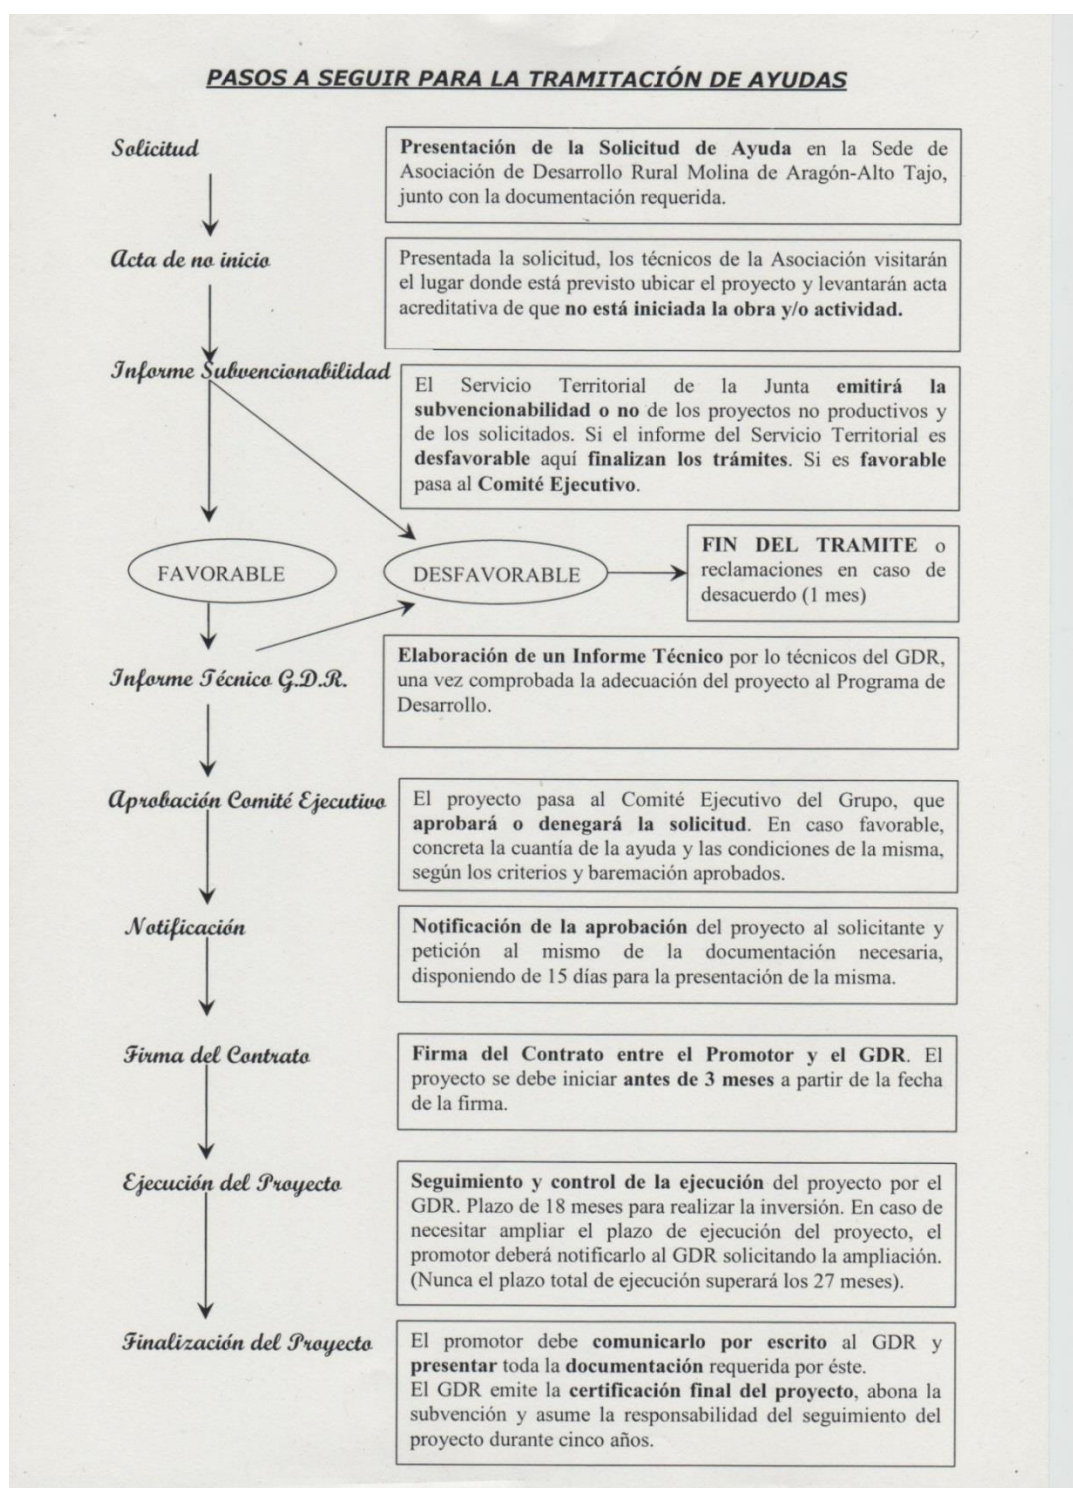 PASOS A SEGUIR PARA LA TRAMITACIÓN DE AYUDAS
Solicitud
Presentación de la Solicitud de Ayuda en la Sede de
Asociación de Desarrollo Rural Molina de Aragón-Alto Tajo,
junto con la documentación requerida.
Acta de no inicio
Presentada la solicitud, los técnicos de la Asociación visitarán
el lugar donde está previsto ubicar el proyecto y levantarán acta
acreditativa de que no está iniciada la obra y/o actividad.
Informe Subvencionabilidad
El Servicio Territorial de la Junta emitirá la
subvencionabilidad o no de los proyectos no productivos y
de los solicitados. Si el informe del Servicio Territorial es
desfavorable aquí finalizan los trámites. Si es favorable
pasa al Comité Ejecutivo.
FAVORABLE
DESFAVORABLE
FIN DEL TRAMITE o
reclamaciones en caso de
desacuerdo (1 mes)
Informe Técnico G.D.R.
Elaboración de un Informe Técnico por lo técnicos del GDR,
una vez comprobada la adecuación del proyecto al Programa de
Desarrollo.
Aprobación Comité Ejecutivo
El proyecto pasa al Comité Ejecutivo del Grupo, que
aprobará o denegará la solicitud. En caso favorable,
concreta la cuantía de la ayuda y las condiciones de la misma,
según los criterios y baremación aprobados.
Notificación
Notificación de la aprobación del proyecto al solicitante y
petición al mismo de la documentación necesaria,
disponiendo de 15 días para la presentación de la misma.
Firma del Contrato
Firma del Contrato entre el Promotor y el GDR. El
proyecto se debe iniciar antes de 3 meses a partir de la fecha
de la firma.
Ejecución del Proyecto
Seguimiento y control de la ejecución del proyecto por el
GDR. Plazo de 18 meses para realizar la inversión. En caso de
necesitar ampliar el plazo de ejecución del proyecto, el
promotor deberá notificarlo al GDR solicitando la ampliación.
(Nunca el plazo total de ejecución superará los 27 meses).
Finalización del Proyecto
El promotor debe comunicarlo por escrito al GDR y
presentar toda la documentación requerida por éste.
El GDR emite la certificación final del proyecto, abona la
subvención y asume la responsabilidad del seguimiento del
proyecto durante cinco años.